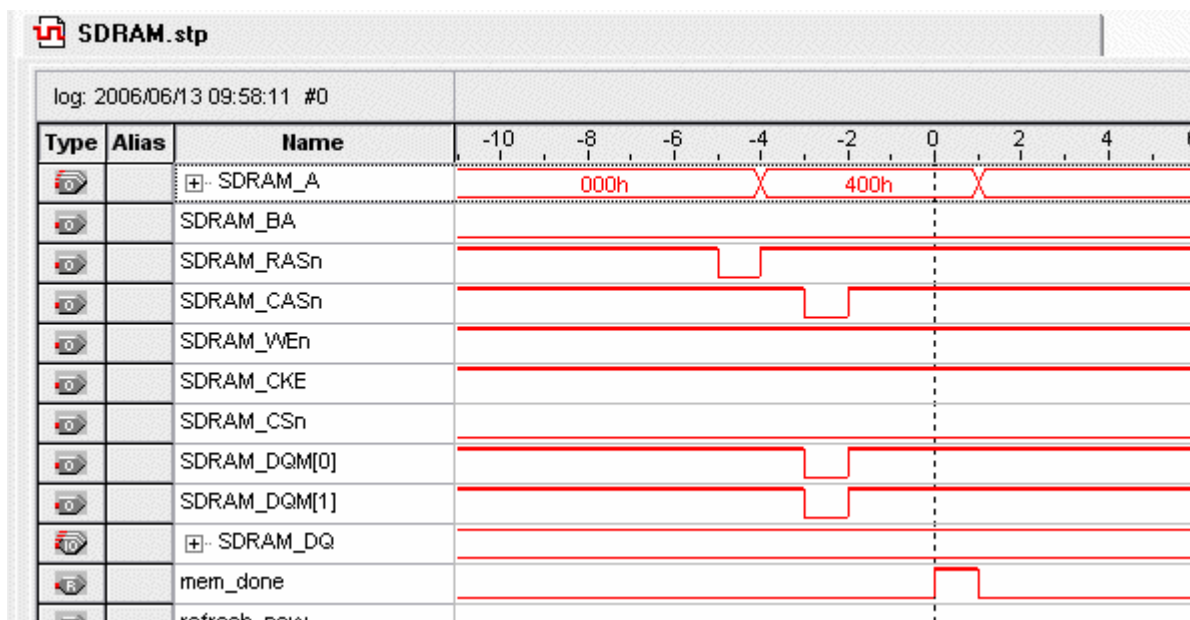 SDRAM.stp
log: 2006/06/13 09:58:11 #0
Type Alias Name -10 -8 -6 -4 -2 0 2 4
SDRAM_A 000h 400h
SDRAM_BA
SDRAM_RASn
SDRAM_CASn
SDRAM_WEn
SDRAM_CKE
SDRAM_CSn
SDRAM_DQM[0]
SDRAM_DQM[1]
SDRAM_DQ
mem_done